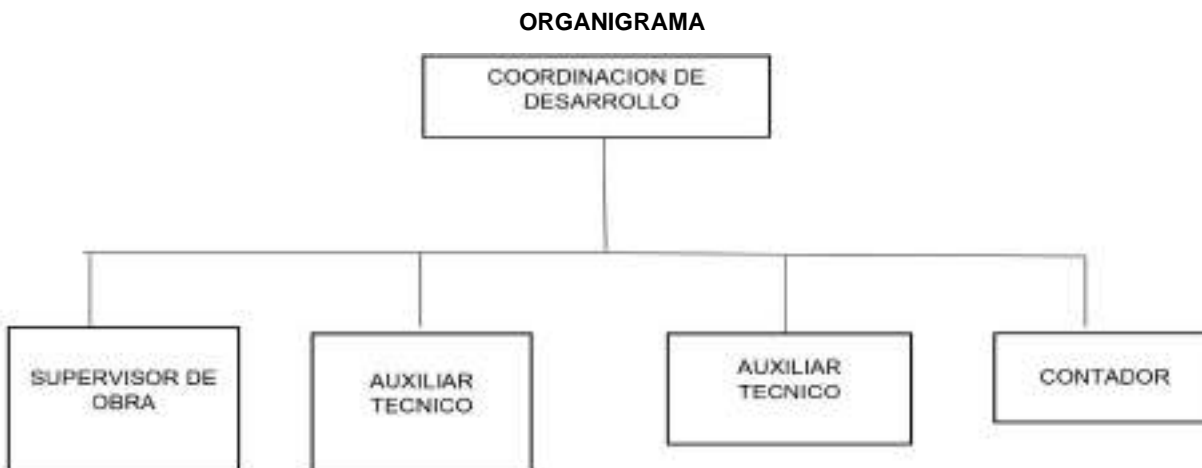 ORGANIGRAMA
COORDINACION DE
DESARROLLO
SUPERVISOR DE
OBRA
AUXILIAR
TECNICO
AUXILIAR
TECNICO
CONTADOR